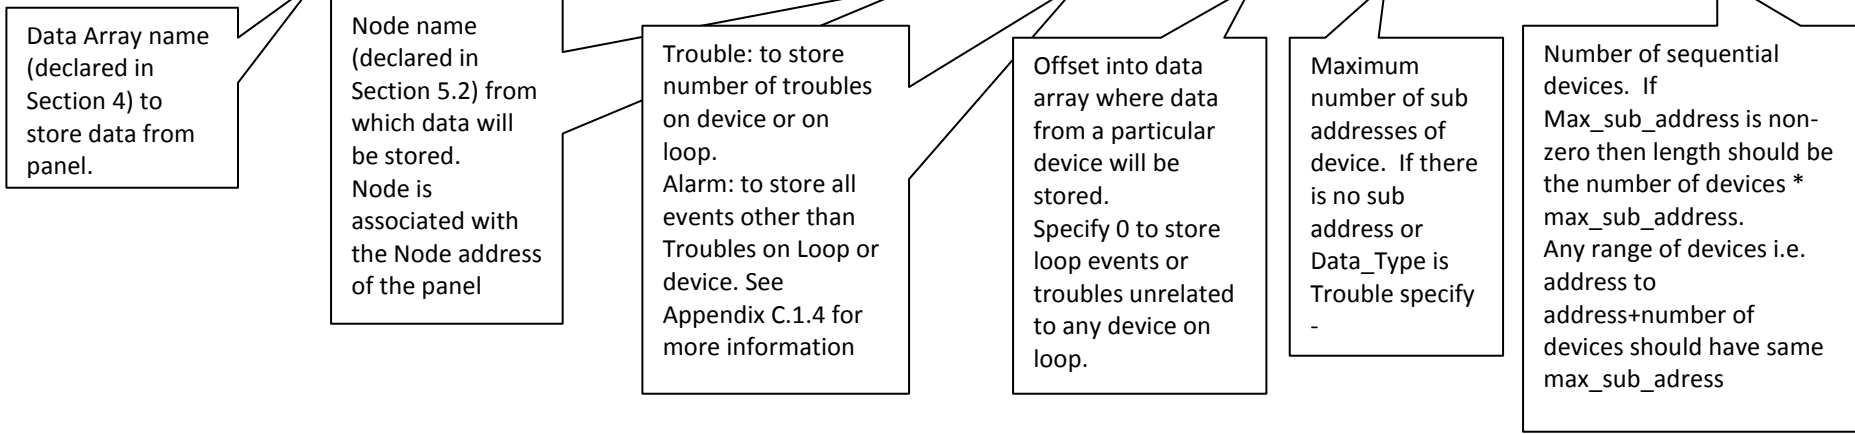 Data Array name
(declared in
Section 4) to
store data from
panel.
Node name
(declared in
Section 5.2) from
which data will
be stored.
Node is
associated with
the Node address
of the panel
Trouble: to store
number of troubles
on device or on
loop.
Alarm: to store all
events other than
Troubles on Loop or
device. See
Appendix C.1.4 for
more information
Offset into data
array where data
from a particular
device will be
stored.
Specify 0 to store
loop events or
troubles unrelated
to any device on
loop.
Maximum
number of sub
addresses of
device.  If there
is no sub
address or
Data_Type is
Trouble specify
-
Number of sequential
devices.  If
Max_sub_address is non-
zero then length should be
the number of devices *
max_sub_address.
Any range of devices i.e.
address to
address+number of
devices should have same
max_sub_adress